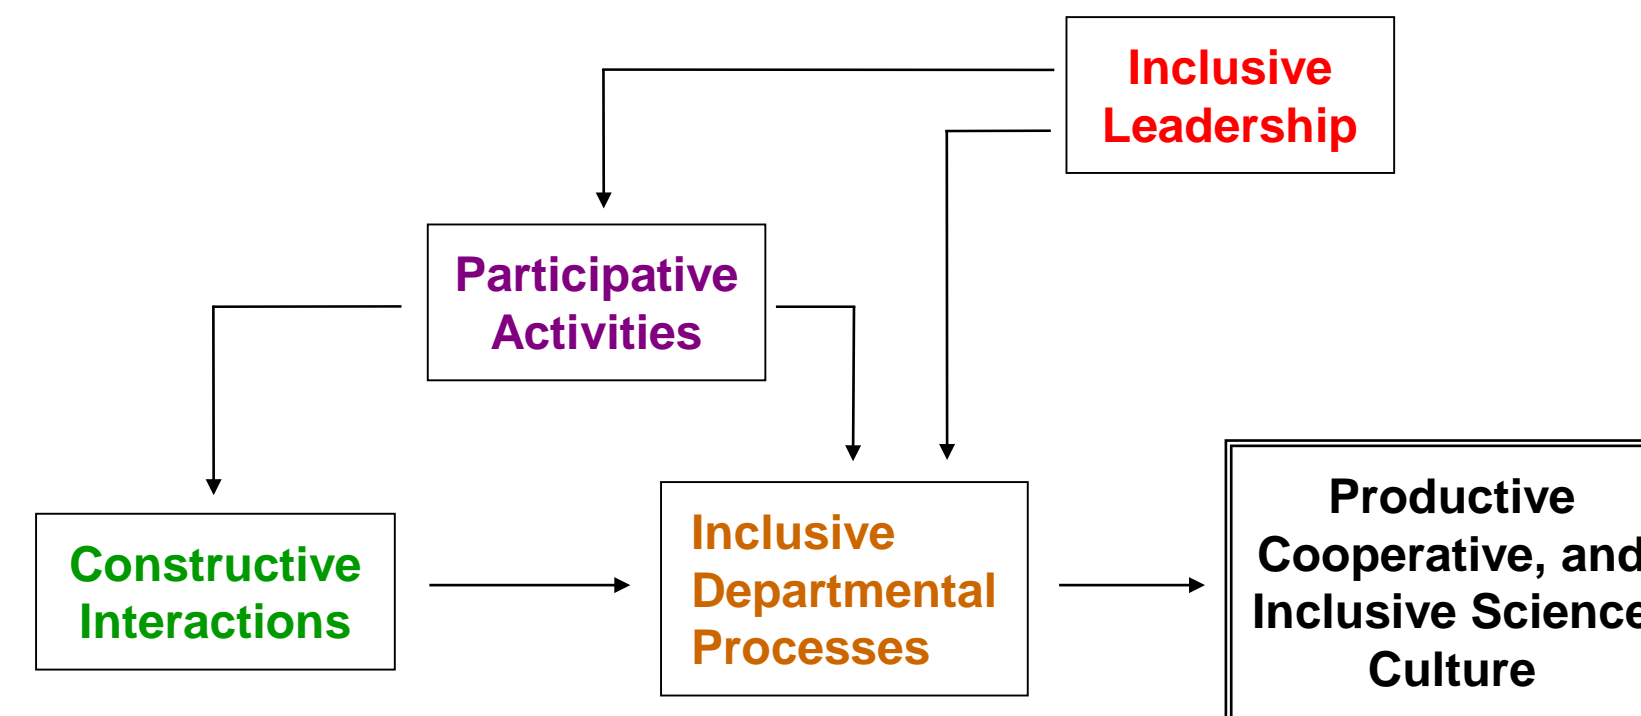 Inclusive
Leadership
Participative
Activities
Constructive
Interactions
Inclusive
Departmental
Processes
Productive
Cooperative, and
Inclusive Science
Culture